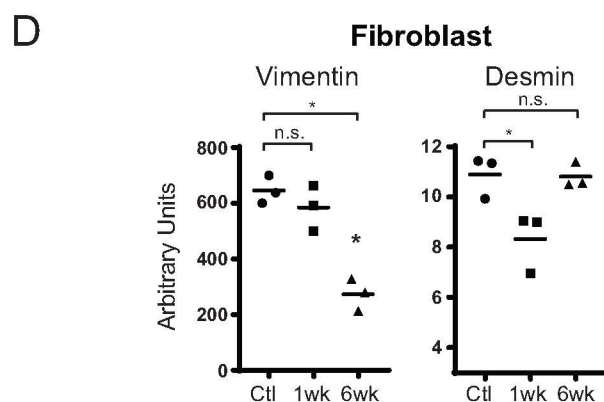 D
Fibroblast
Vimentin
*
n.s.
Arbitrary Units
800
600
400
200
0
*
Ctl 1wk 6wk
Desmin
n.s.
*
12
10
8
6
4
Ctl 1wk 6wk